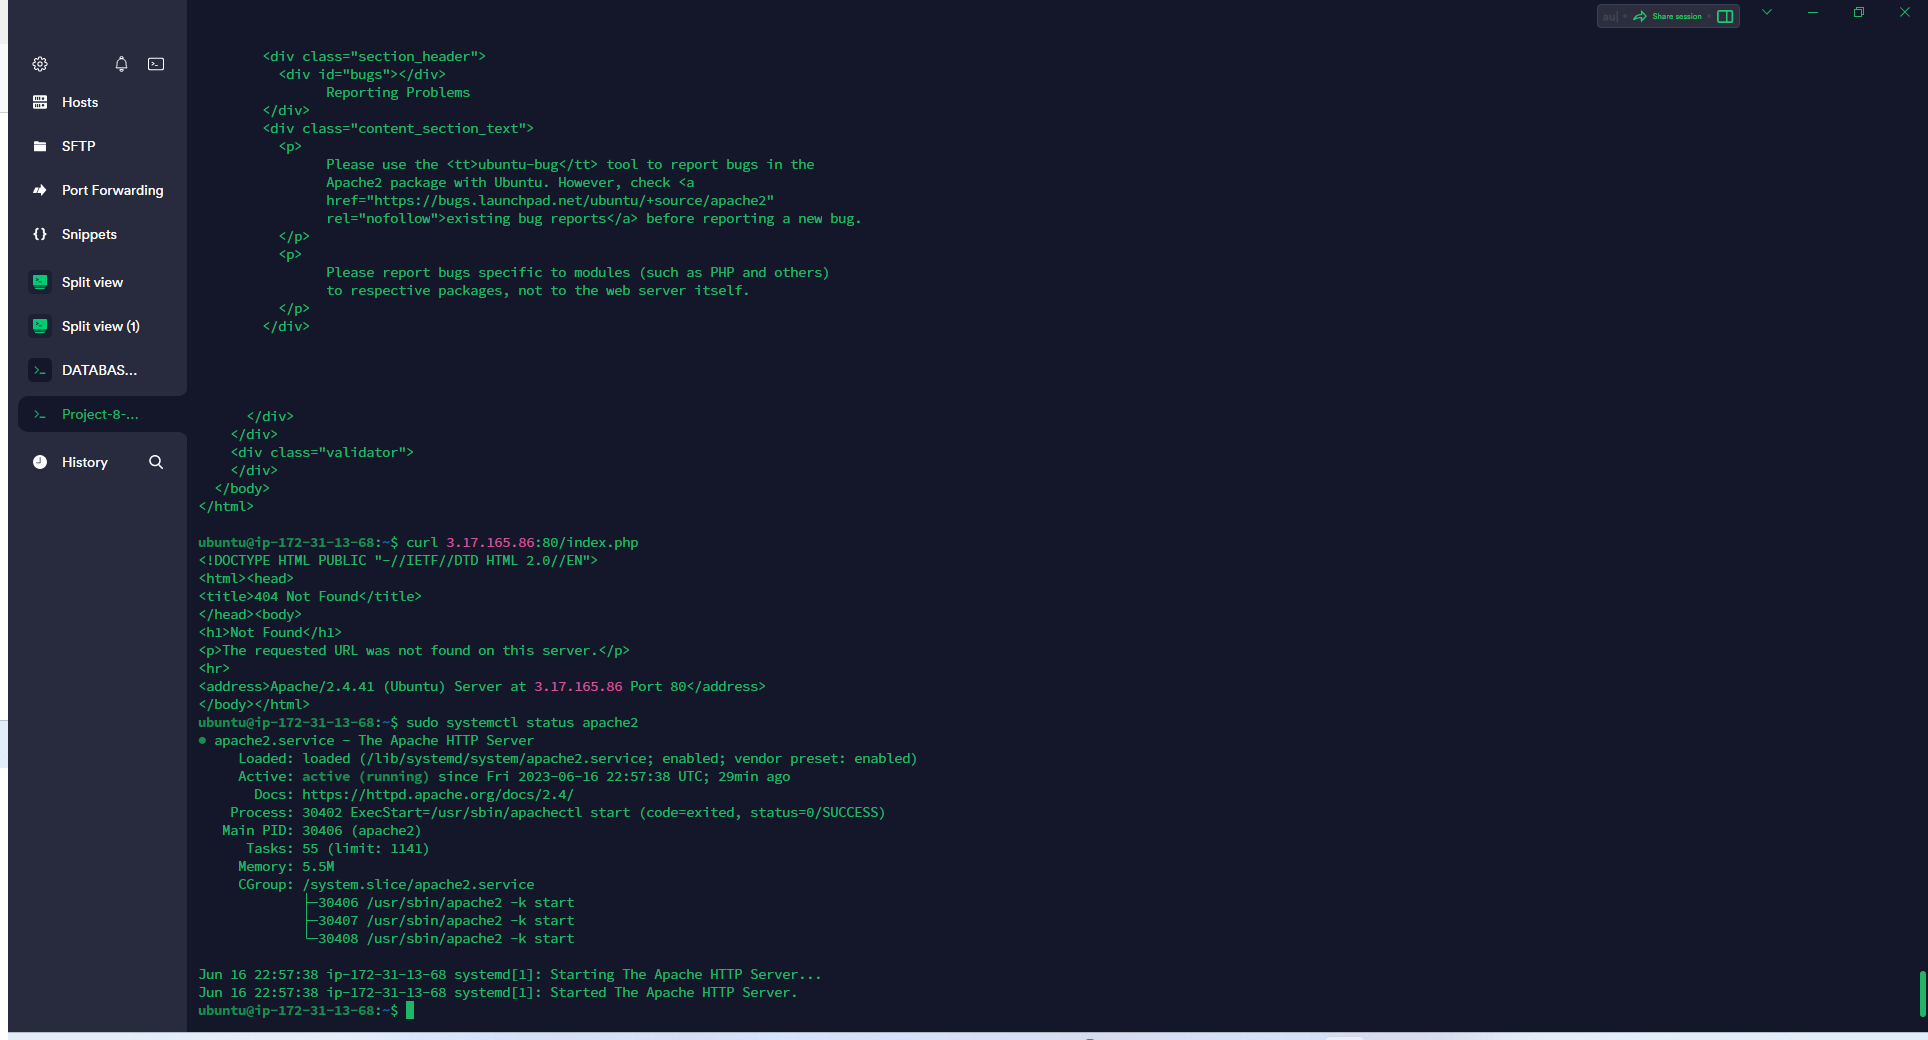 au| Share session
Hosts
SFTP
Port Forwarding
Snippets
Split view
Split view (1)
DATABAS...
Project-8-...
History
<div class="section_header">
<div id="bugs"></div>
Reporting Problems
</div>
<div class="content_section_text">
<p>
Please use the <tt>ubuntu-bug</tt> tool to report bugs in the
Apache2 package with Ubuntu. However, check <a
href="https://bugs.launchpad.net/ubuntu/+source/apache2"
rel="nofollow">existing bug reports</a> before reporting a new bug.
</p>
<p>
Please report bugs specific to modules (such as PHP and others)
to respective packages, not to the web server itself.
</p>
</div>
</div>
</div>
<div class="validator">
</div>
</body>
</html>
ubuntu@ip-172-31-13-68:~$ curl 3.17.165.86:80/index.php
<!DOCTYPE HTML PUBLIC "-//IETF//DTD HTML 2.0//EN">
<html><head>
<title>404 Not Found</title>
</head><body>
<h1>Not Found</h1>
<p>The requested URL was not found on this server.</p>
<hr>
<address>Apache/2.4.41 (Ubuntu) Server at 3.17.165.86 Port 80</address>
</body></html>
ubuntu@ip-172-31-13-68:~$ sudo systemctl status apache2
● apache2.service - The Apache HTTP Server
Loaded: loaded (/lib/systemd/system/apache2.service; enabled; vendor preset: enabled)
Active: active (running) since Fri 2023-06-16 22:57:38 UTC; 29min ago
Docs: https://httpd.apache.org/docs/2.4/
Process: 30402 ExecStart=/usr/sbin/apachectl start (code=exited, status=0/SUCCESS)
Main PID: 30406 (apache2)
Tasks: 55 (limit: 1141)
Memory: 5.5M
CGroup: /system.slice/apache2.service
├─30406 /usr/sbin/apache2 -k start
├─30407 /usr/sbin/apache2 -k start
└─30408 /usr/sbin/apache2 -k start
Jun 16 22:57:38 ip-172-31-13-68 systemd[1]: Starting The Apache HTTP Server...
Jun 16 22:57:38 ip-172-31-13-68 systemd[1]: Started The Apache HTTP Server.
ubuntu@ip-172-31-13-68:~$